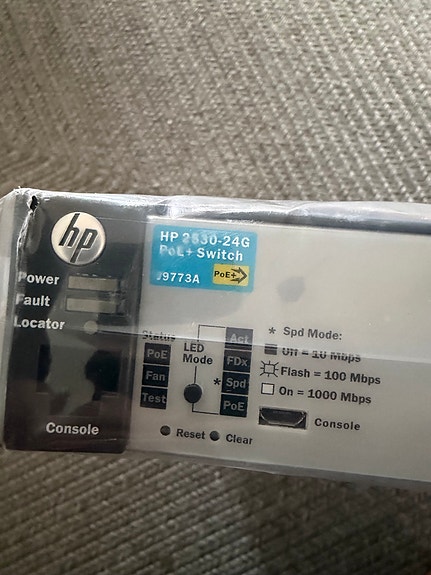 hp
HP 2530-24G
PoE+ Switch
J9773A
PoE+
Power
Fault
Locator
Status
PoE
Fan
Test
LED
Mode
Act
FDx
* Spd
PoE
* Spd Mode:
Off = 10 Mbps
Flash = 100 Mbps
On = 1000 Mbps
Console
Reset
Clear
Console